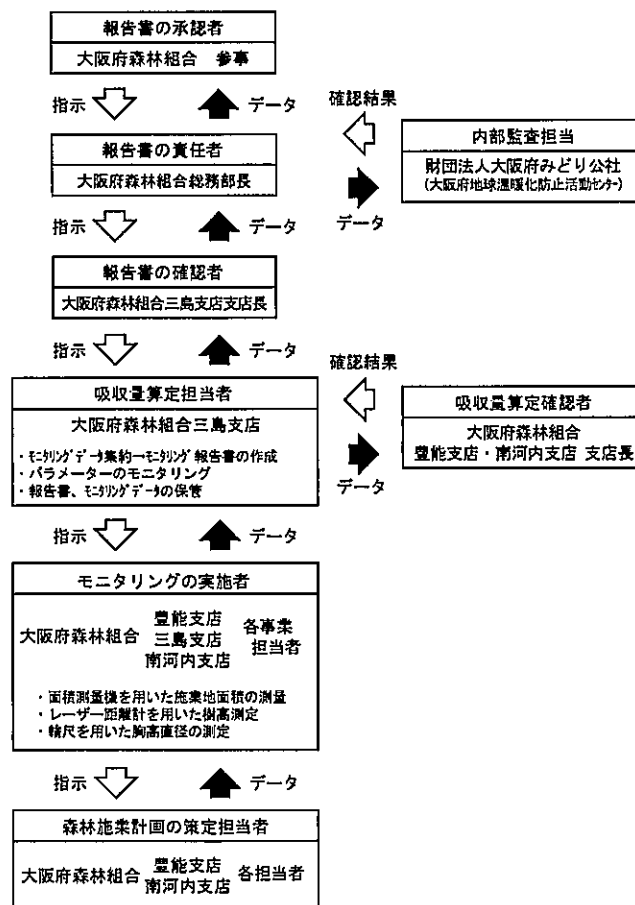 報告書の承認者
大阪府森林組合 参事
指示 データ
確認結果
報告書の責任者
大阪府森林組合総務部長
内部監査担当
財団法人大阪府みどり公社
(大阪府地球温暖化防止活動センター)
データ
指示 データ
報告書の確認者
大阪府森林組合三島支店支店長
指示 データ
確認結果
吸収量算定担当者
大阪府森林組合三島支店
・モニタリングデータ集約→モニタリング報告書の作成
・パラメーターのモニタリング
・報告書、モニタリングデータの保管
吸収量算定確認者
大阪府森林組合
豊能支店・南河内支店 支店長
データ
指示 データ
モニタリングの実施者
大阪府森林組合
豊能支店
三島支店
南河内支店
各事業
担当者
・面積測量機を用いた施業地面積の測量
・レーザー距離計を用いた樹高測定
・輪尺を用いた胸高直径の測定
指示 データ
森林施業計画の策定担当者
大阪府森林組合
豊能支店
南河内支店
各担当者